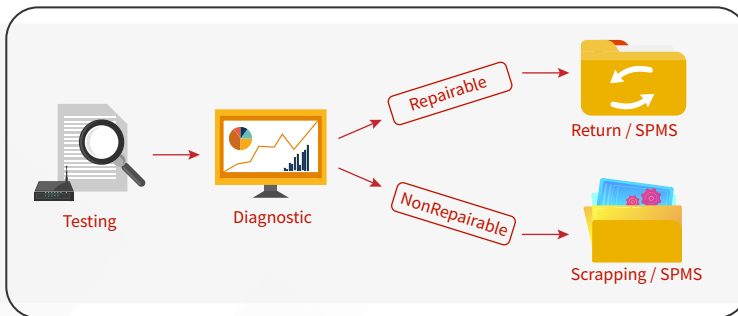 Testing
Diagnostic
Repairable
NonRepairable
Return / SPMS
Scrapping / SPMS